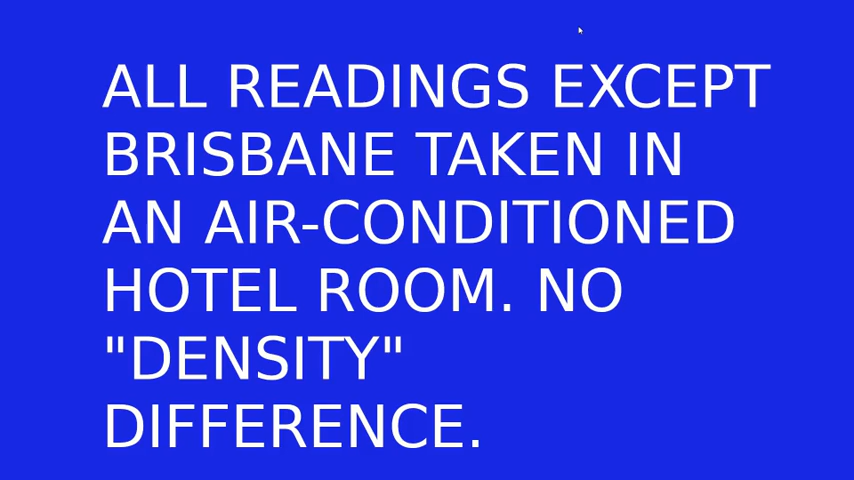 ALL READINGS EXCEPT
BRISBANE TAKEN IN
AN AIR-CONDITIONED
HOTEL ROOM. NO
"DENSITY"
DIFFERENCE.